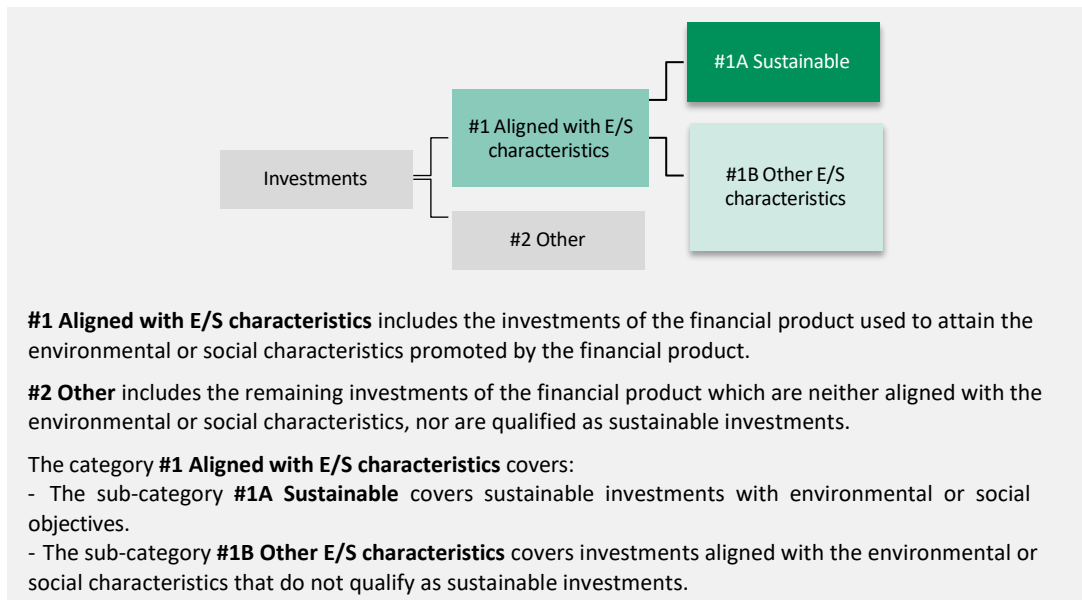 #1A Sustainable
#1 Aligned with E/S
characteristics
Investments
#1B Other E/S
characteristics
#2 Other
#1 Aligned with E/S characteristics includes the investments of the financial product used to attain the
environmental or social characteristics promoted by the financial product.
#2 Other includes the remaining investments of the financial product which are neither aligned with the
environmental or social characteristics, nor are qualified as sustainable investments.
The category #1 Aligned with E/S characteristics covers:
- The sub-category #1A Sustainable covers sustainable investments with environmental or social
objectives.
- The sub-category #1B Other E/S characteristics covers investments aligned with the environmental or
social characteristics that do not qualify as sustainable investments.